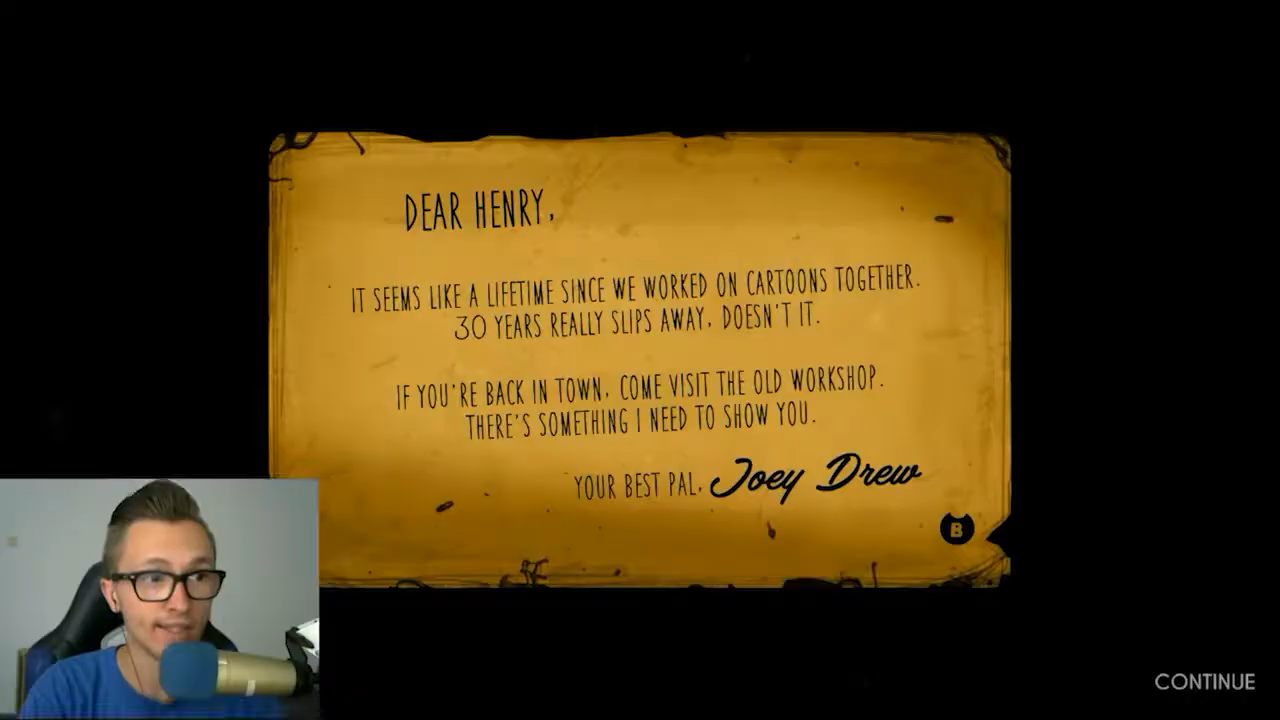 DEAR HENRY,
IT SEEMS LIKE A LIFETIME SINCE WE WORKED ON CARTOONS TOGETHER.
30 YEARS REALLY SLIPS AWAY, DOESN'T IT.
IF YOU'RE BACK IN TOWN, COME VISIT THE OLD WORKSHOP.
THERE'S SOMETHING I NEED TO SHOW YOU.
YOUR BEST PAL, Joey Drew
B
CONTINUE